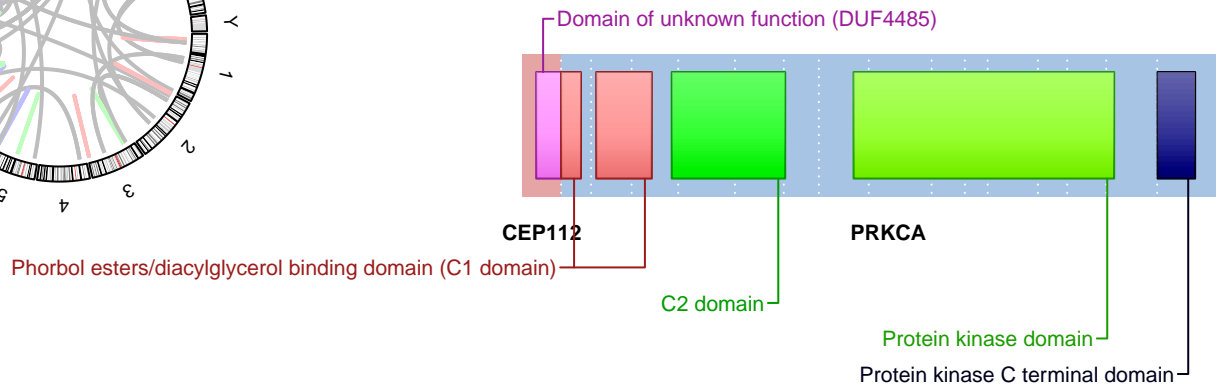 Domain of unknown function (DUF4485)
Y
1
2
3
4
5
CEP112
PRKCA
Phorbol esters/diacylglycerol binding domain (C1 domain)
C2 domain
Protein kinase domain
Protein kinase C terminal domain